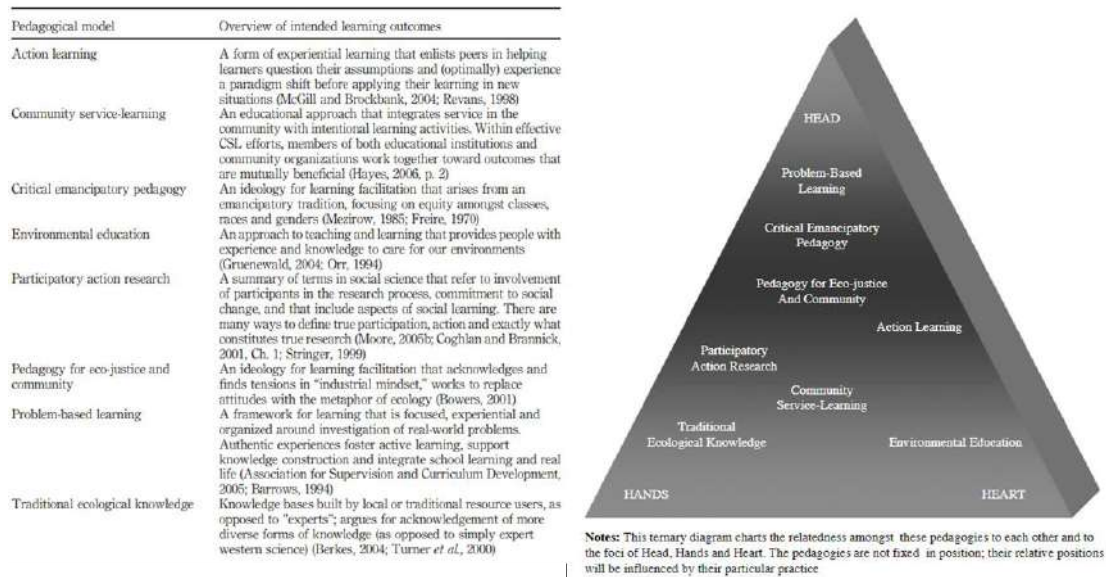 Pedagogical model Overview of intended learning outcomes
Action learning A form of experiential learning that enlists peers in helping
learners question their assumptions and (optimally) experience
a paradigm shift before applying their learning in new
situations (McGill and Brockbank, 2004; Revans, 1998)
Community service-learning An educational approach that integrates service in the
community with intentional learning activities. Within effective
CSL efforts, members of both educational institutions and
community organizations work together toward outcomes that
are mutually beneficial (Hayes, 2006, p. 2)
Critical emancipatory pedagogy An ideology for learning facilitation that arises from an
emancipatory tradition, focusing on equity amongst classes,
races and genders (Mezirow, 1985; Freire, 1970)
Environmental education An approach to teaching and learning that provides people with
experience and knowledge to care for our environments
(Gruenewald, 2004; Orr, 1994)
Participatory action research A summary of terms in social science that refer to involvement
of participants in the research process, commitment to social
change, and that include aspects of social learning. There are
many ways to define true participation, action and exactly what
constitutes true research (Moore, 2005b; Coghlan and Brannick,
2001, Ch. 1; Stringer, 1999)
Pedagogy for eco-justice and An ideology for learning facilitation that acknowledges and
community finds tensions in "industrial mindset," works to replace
attitudes with the metaphor of ecology (Bowers, 2001)
Problem-based learning A framework for learning that is focused, experiential and
organized around investigation of real-world problems.
Authentic experiences foster active learning, support
knowledge construction and integrate school learning and real
life (Association for Supervision and Curriculum Development,
2005; Barrows, 1994)
Traditional ecological knowledge Knowledge bases built by local or traditional resource users, as
opposed to "experts"; argues for acknowledgement of more
diverse forms of knowledge (as opposed to simply expert
western science) (Berkes, 2004; Turner et al., 2000)
HEAD
Problem-Based
Learning
Critical Emancipatory
Pedagogy
Pedagogy for Eco-justice
And Community
Action Learning
Participatory
Action Research
Community
Service-Learning
Traditional
Ecological Knowledge
Environmental Education
HANDS
HEART
Notes: This ternary diagram charts the relatedness amongst these pedagogies to each other and to
the foci of Head, Hands and Heart. The pedagogies are not fixed in position; their relative positions
will be influenced by their particular practice